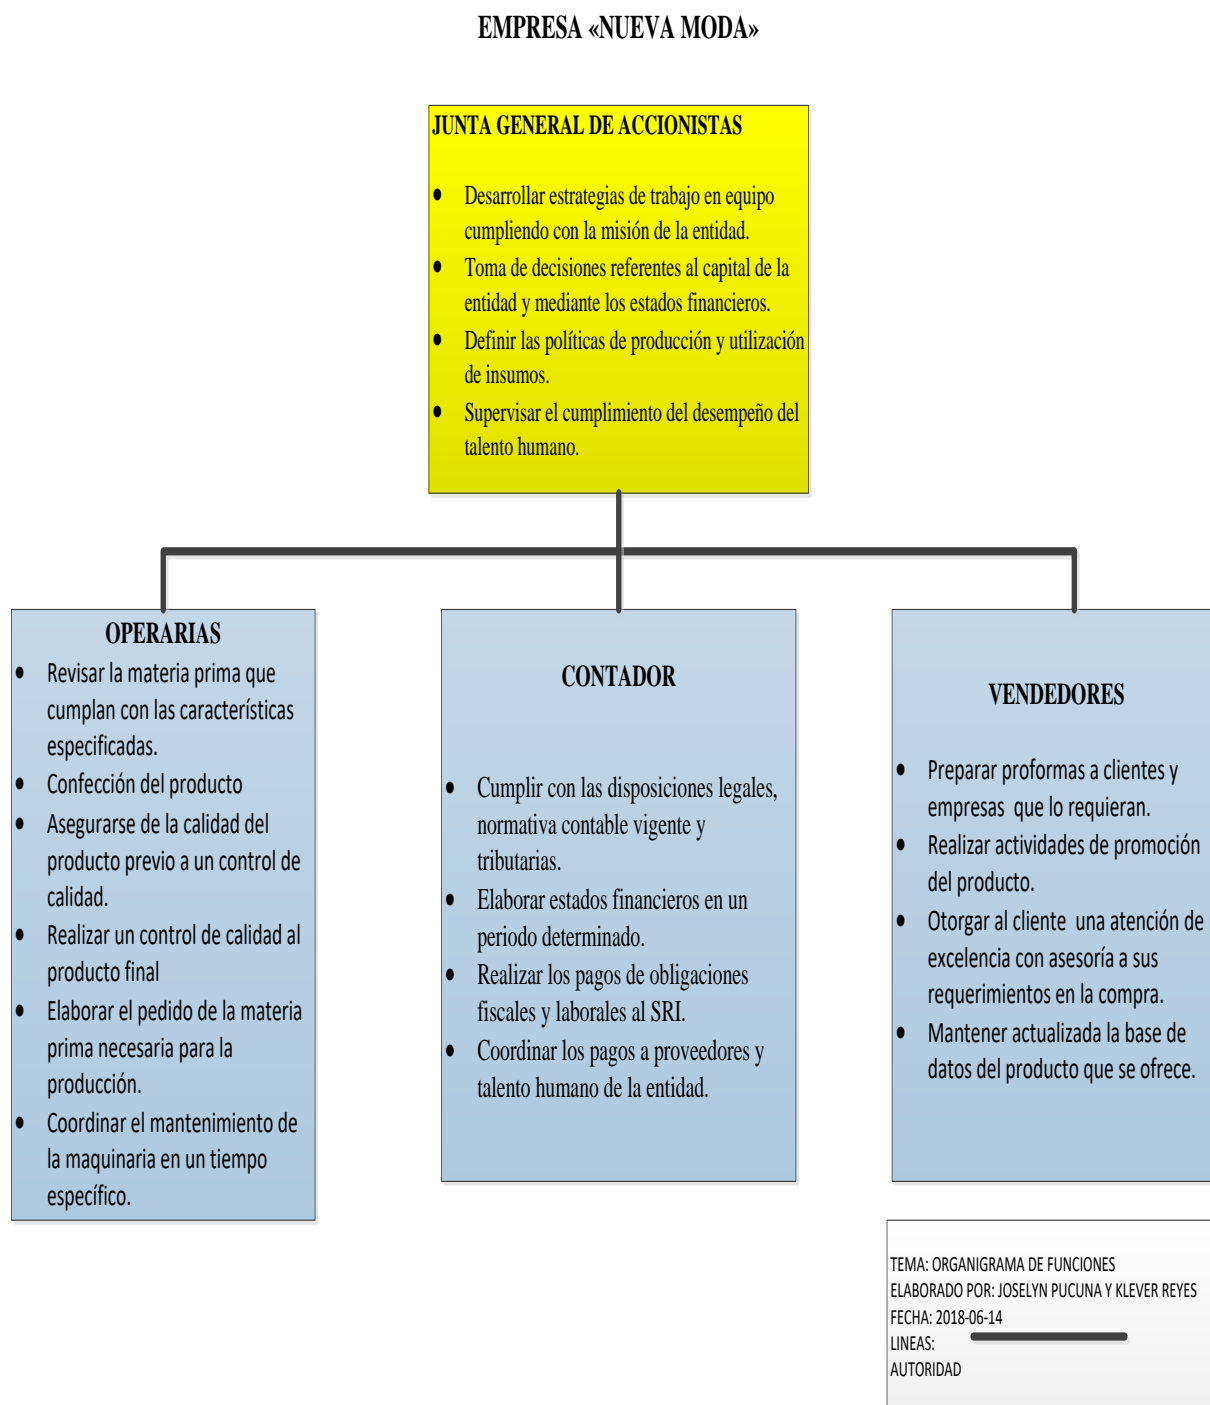 EMPRESA «NUEVA MODA»
JUNTA GENERAL DE ACCIONISTAS
• Desarrollar estrategias de trabajo en equipo
cumpliendo con la misión de la entidad.
• Toma de decisiones referentes al capital de la
entidad y mediante los estados financieros.
• Definir las políticas de producción y utilización
de insumos.
• Supervisar el cumplimiento del desempeño del
talento humano.
OPERARIAS
• Revisar la materia prima que
cumplan con las características
especificadas.
• Confección del producto
• Asegurarse de la calidad del
producto previo a un control de
calidad.
• Realizar un control de calidad al
producto final
• Elaborar el pedido de la materia
prima necesaria para la
producción.
• Coordinar el mantenimiento de
la maquinaria en un tiempo
específico.
CONTADOR
• Cumplir con las disposiciones legales,
normativa contable vigente y
tributarias.
• Elaborar estados financieros en un
periodo determinado.
• Realizar los pagos de obligaciones
fiscales y laborales al SRI.
• Coordinar los pagos a proveedores y
talento humano de la entidad.
VENDEDORES
• Preparar proformas a clientes y
empresas que lo requieran.
• Realizar actividades de promoción
del producto.
• Otorgar al cliente una atención de
excelencia con asesoría a sus
requerimientos en la compra.
• Mantener actualizada la base de
datos del producto que se ofrece.
TEMA: ORGANIGRAMA DE FUNCIONES
ELABORADO POR: JOSELYN PUCUNA Y KLEVER REYES
FECHA: 2018-06-14
LINEAS:
AUTORIDAD